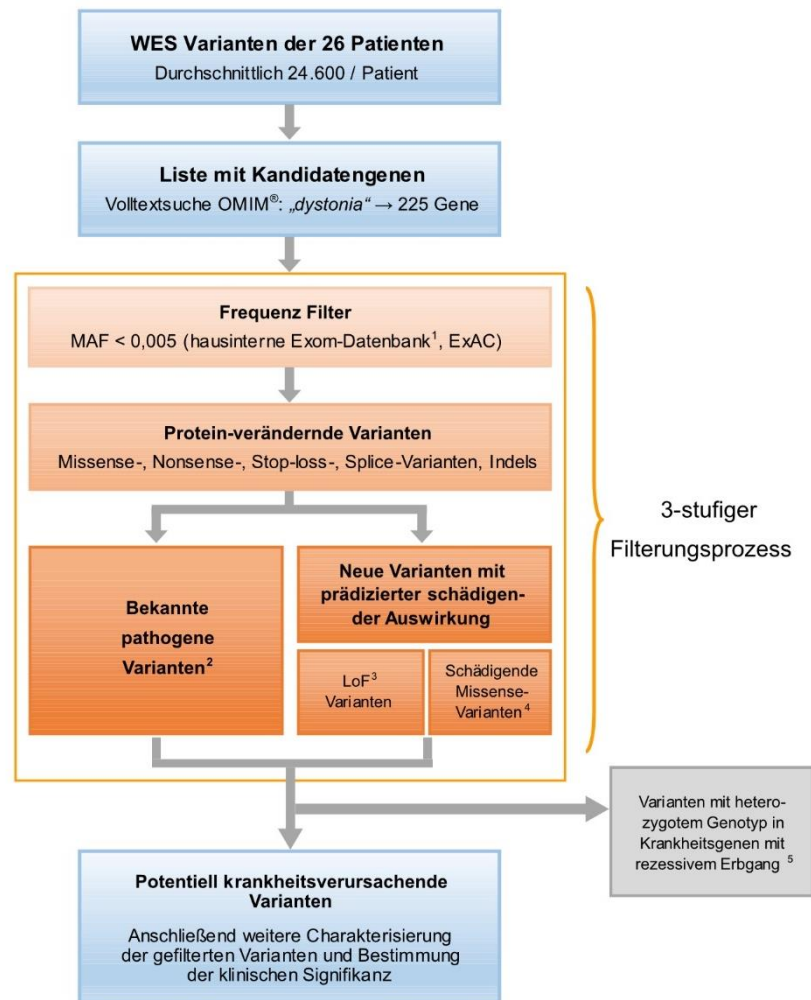 WES Varianten der 26 Patienten
Durchschnittlich 24.600 / Patient
Liste mit Kandidatengenen
Volltextsuche OMIM®: „dystonia“ → 225 Gene
Frequenz Filter
MAF < 0,005 (hausinterne Exom-Datenbank¹, ExAC)
Protein-verändernde Varianten
Missense-, Nonsense-, Stop-loss-, Splice-Varianten, Indels
3-stufiger
Filterungsprozess
Bekannte
pathogene
Varianten²
Neue Varianten mit
prädizierter schädigen-
der Auswirkung
LoF³
Varianten
Schädigende
Missense-
Varianten⁴
Varianten mit hetero-
zygotem Genotyp in
Krankheitsgenen mit
rezessivem Erbgang ⁵
Potentiell krankheitsverursachende
Varianten
Anschließend weitere Charakterisierung
der gefilterten Varianten und Bestimmung
der klinischen Signifikanz